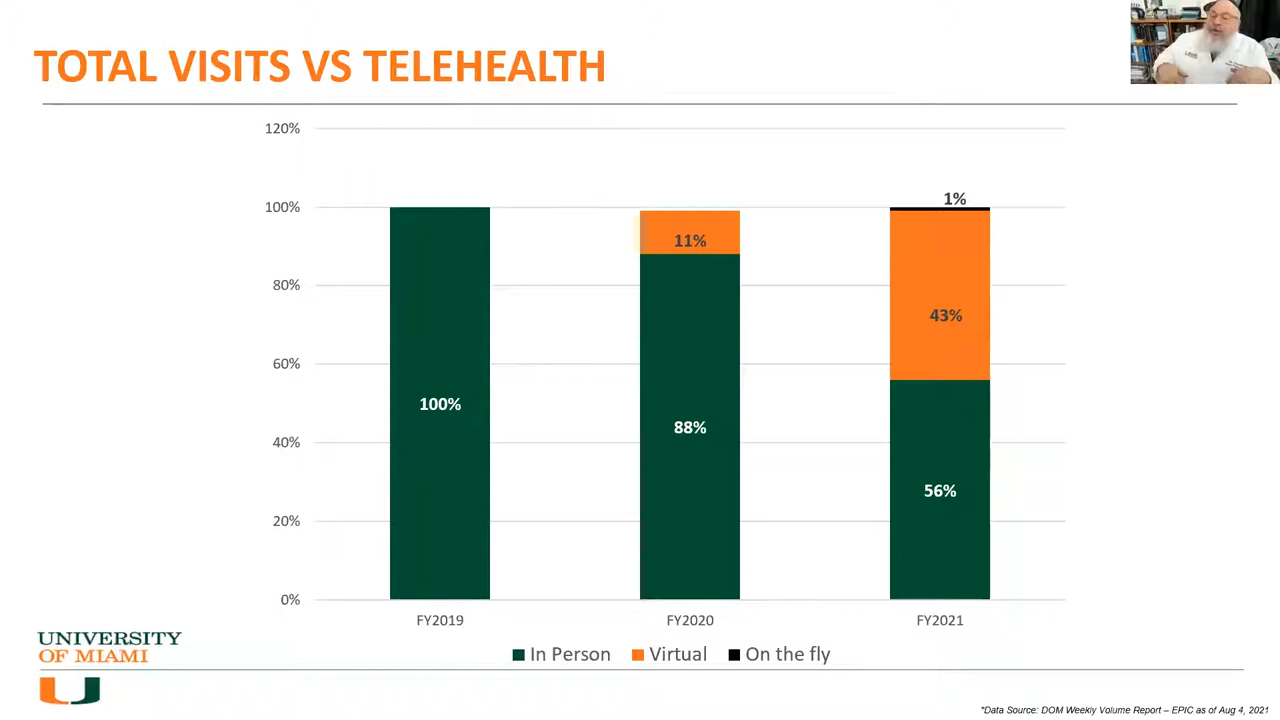 TOTAL VISITS VS TELEHEALTH
120%
100%
80%
60%
40%
20%
0%
100%
11%
88%
1%
43%
56%
FY2019
FY2020
FY2021
In Person
Virtual
On the fly
UNIVERSITY
OF MIAMI
*Data Source: DOM Weekly Volume Report – EPIC as of Aug 4, 2021